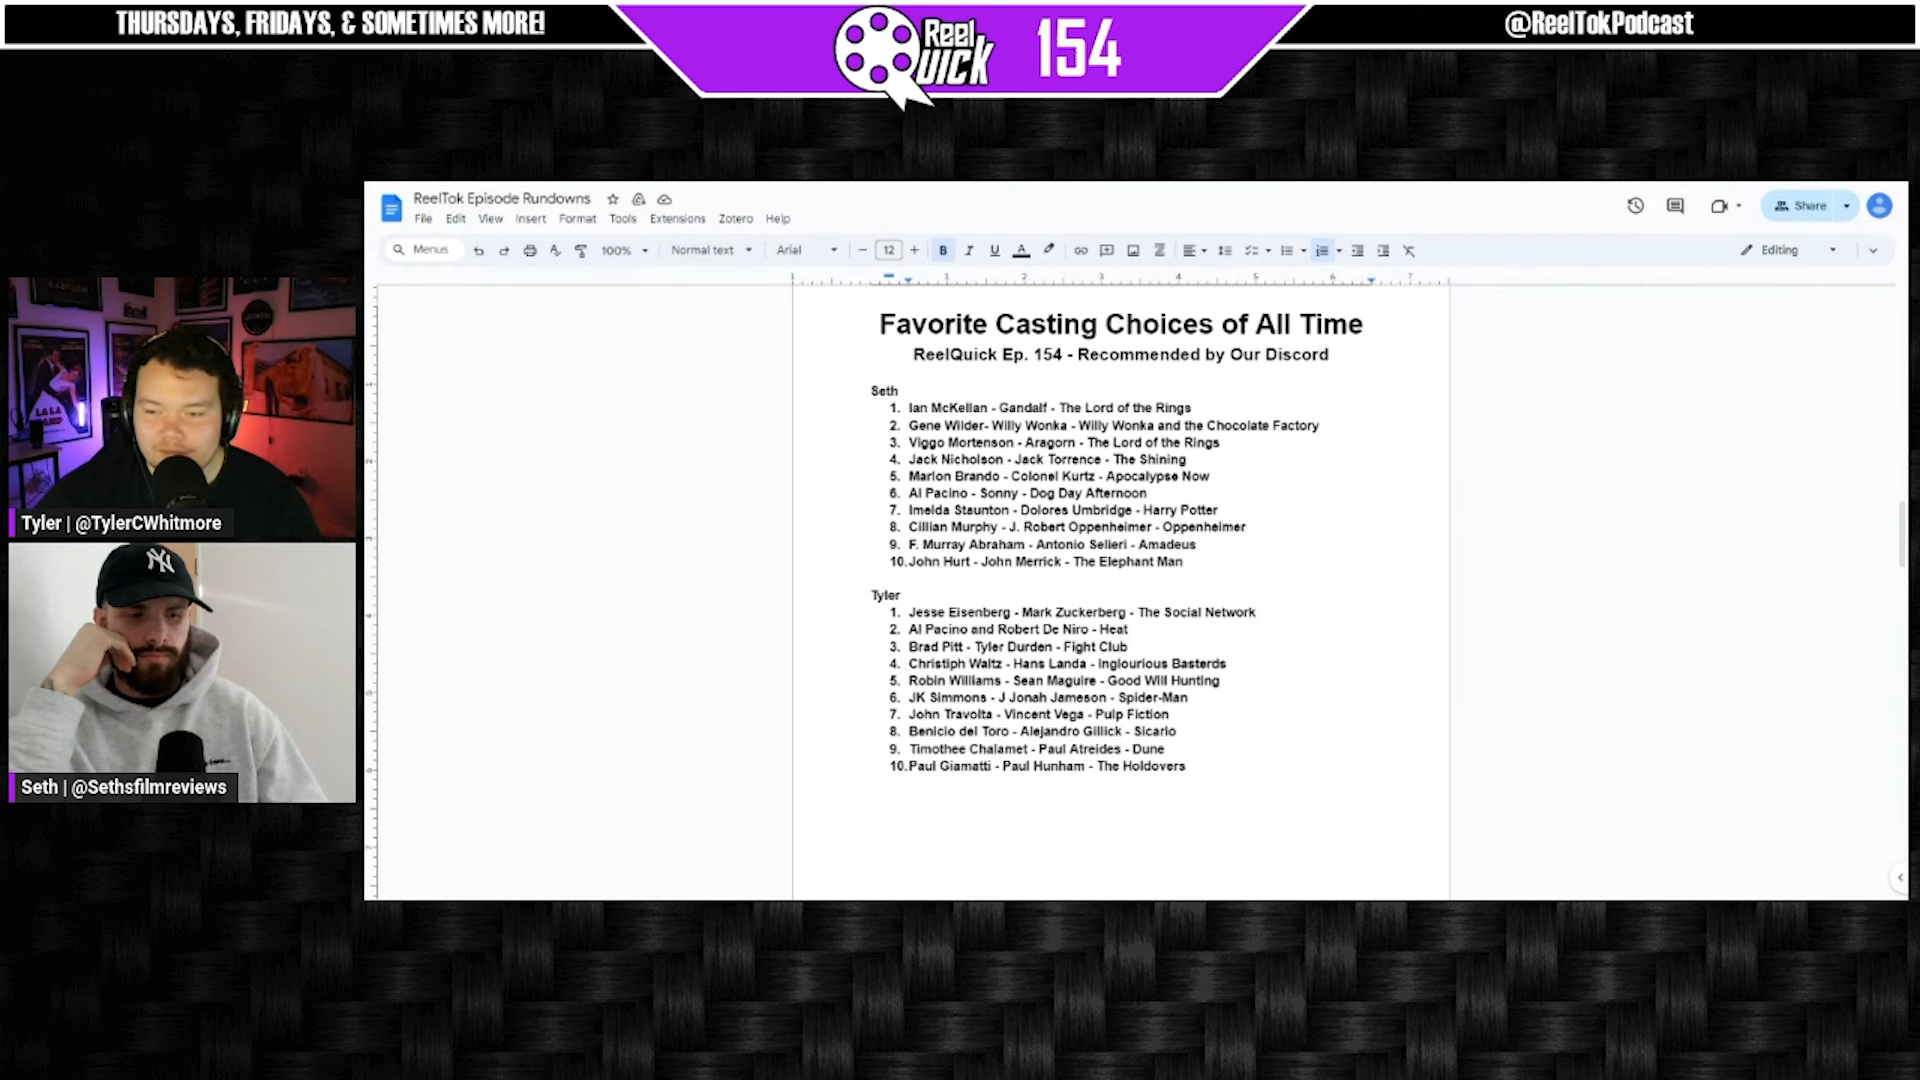 THURSDAYS, FRIDAYS, & SOMETIMES MORE!
Reel QUICK 154
@ReelTokPodcast
ReelTok Episode Rundowns
File Edit View Insert Format Tools Extensions Zotero Help
Share
Menus 100% Normal text Arial 12 Editing
Favorite Casting Choices of All Time
ReelQuick Ep. 154 - Recommended by Our Discord
Seth
1. Ian McKellan - Gandalf - The Lord of the Rings
2. Gene Wilder- Willy Wonka - Willy Wonka and the Chocolate Factory
3. Viggo Mortenson - Aragorn - The Lord of the Rings
4. Jack Nicholson - Jack Torrence - The Shining
5. Marlon Brando - Colonel Kurtz - Apocalypse Now
6. Al Pacino - Sonny - Dog Day Afternoon
7. Imelda Staunton - Dolores Umbridge - Harry Potter
8. Cillian Murphy - J. Robert Oppenheimer - Oppenheimer
9. F. Murray Abraham - Antonio Selieri - Amadeus
10. John Hurt - John Merrick - The Elephant Man
Tyler
1. Jesse Eisenberg - Mark Zuckerberg - The Social Network
2. Al Pacino and Robert De Niro - Heat
3. Brad Pitt - Tyler Durden - Fight Club
4. Christiph Waltz - Hans Landa - Inglourious Basterds
5. Robin Williams - Sean Maguire - Good Will Hunting
6. JK Simmons - J Jonah Jameson - Spider-Man
7. John Travolta - Vincent Vega - Pulp Fiction
8. Benicio del Toro - Alejandro Gillick - Sicario
9. Timothee Chalamet - Paul Atreides - Dune
10. Paul Giamatti - Paul Hunham - The Holdovers
BABYLON
LA LA LAND
Tyler | @TylerCWhitmore
NY
Seth | @Sethsfilmreviews